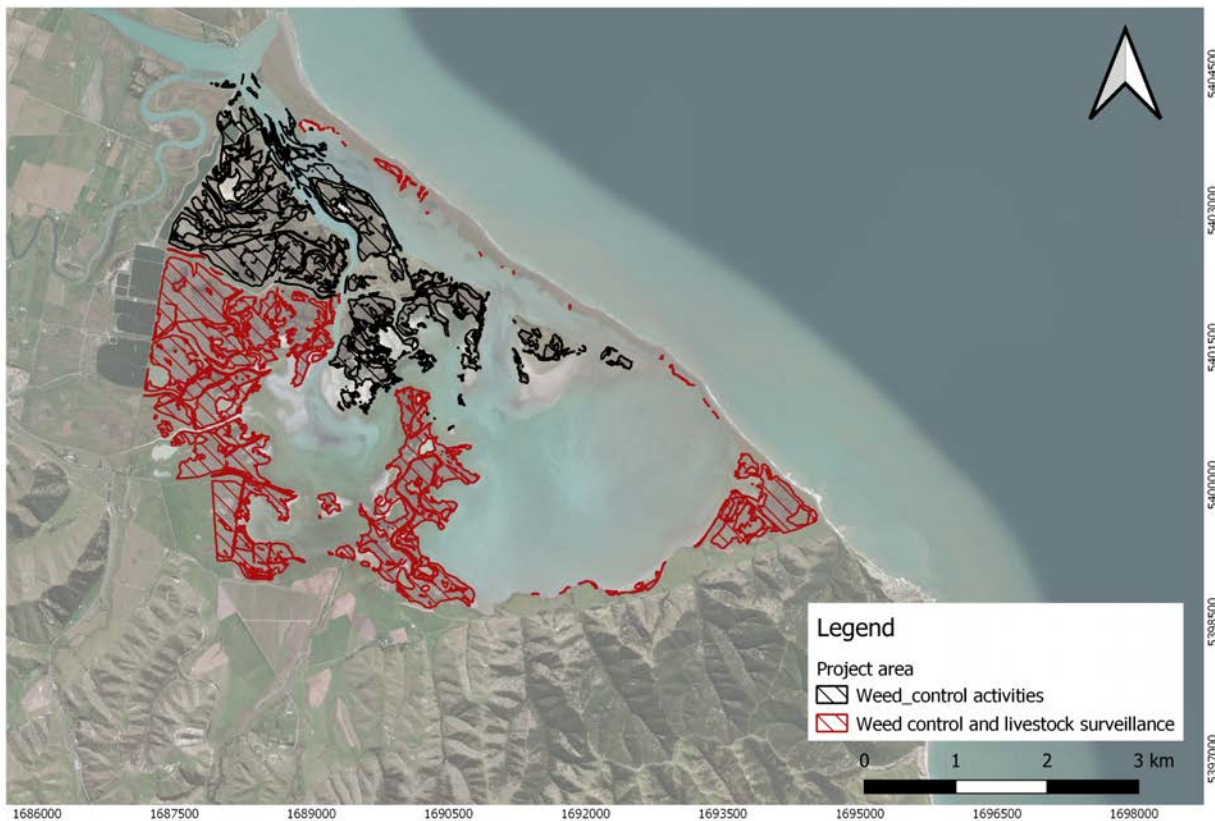 Legend
Project area
Weed_control activities
Weed control and livestock surveillance
0 1 2 3 km
5404500
5403000
5401500
5400000
5398500
5397000
1686000 1687500 1689000 1690500 1692000 1693500 1695000 1696500 1698000